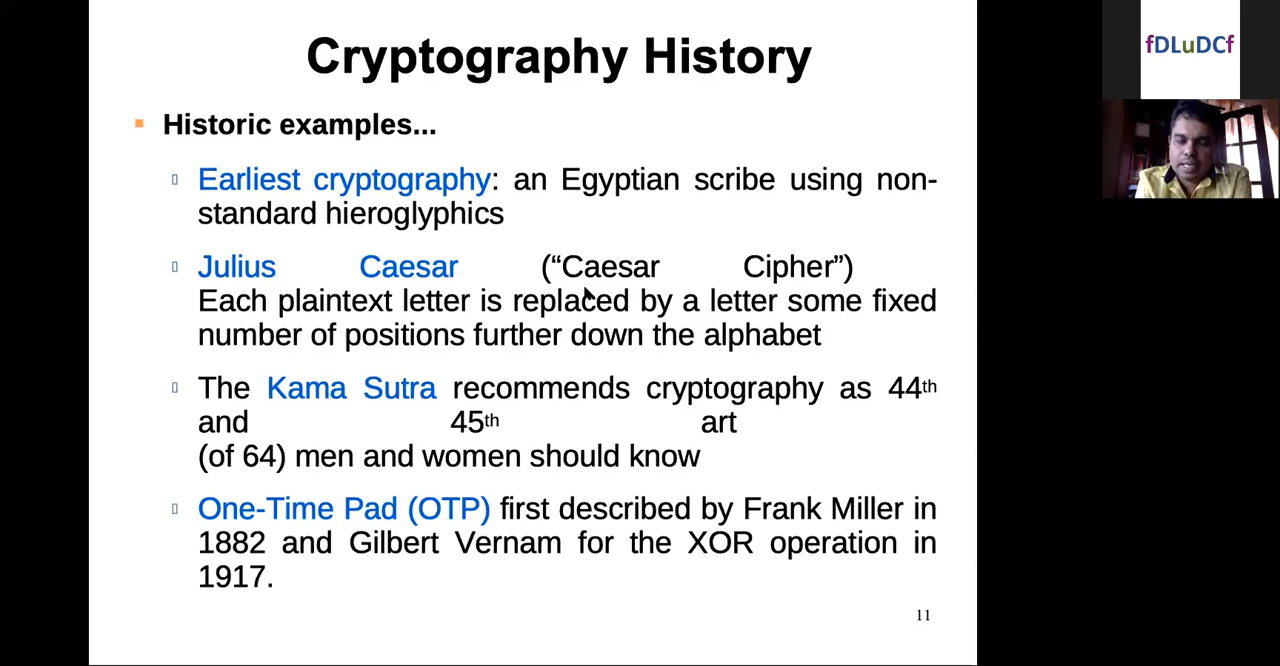 Cryptography History
Historic examples...
Earliest cryptography: an Egyptian scribe using non-
standard hieroglyphics
Julius Caesar (“Caesar Cipher”)
Each plaintext letter is replaced by a letter some fixed
number of positions further down the alphabet
The Kama Sutra recommends cryptography as 44th
and 45th art
(of 64) men and women should know
One-Time Pad (OTP) first described by Frank Miller in
1882 and Gilbert Vernam for the XOR operation in
1917.
11
fDLuDCf